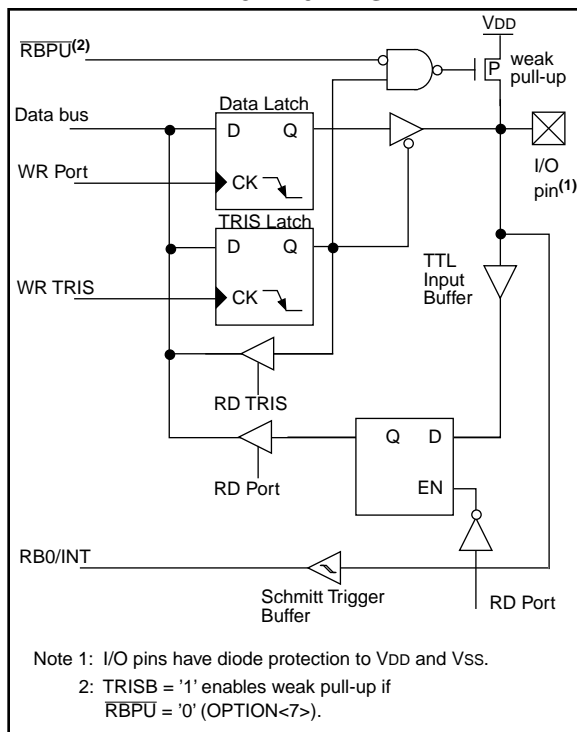 VDD
RBPU(2)
P
weak
pull-up
Data Latch
Data bus
D Q
I/O
pin(1)
WR Port
CK
TRIS Latch
D Q
TTL
Input
Buffer
WR TRIS
CK
RD TRIS
Q D
RD Port
EN
RB0/INT
Schmitt Trigger
Buffer
RD Port
Note 1: I/O pins have diode protection to VDD and VSS.
2: TRISB = '1' enables weak pull-up if
RBPU = '0' (OPTION<7>).